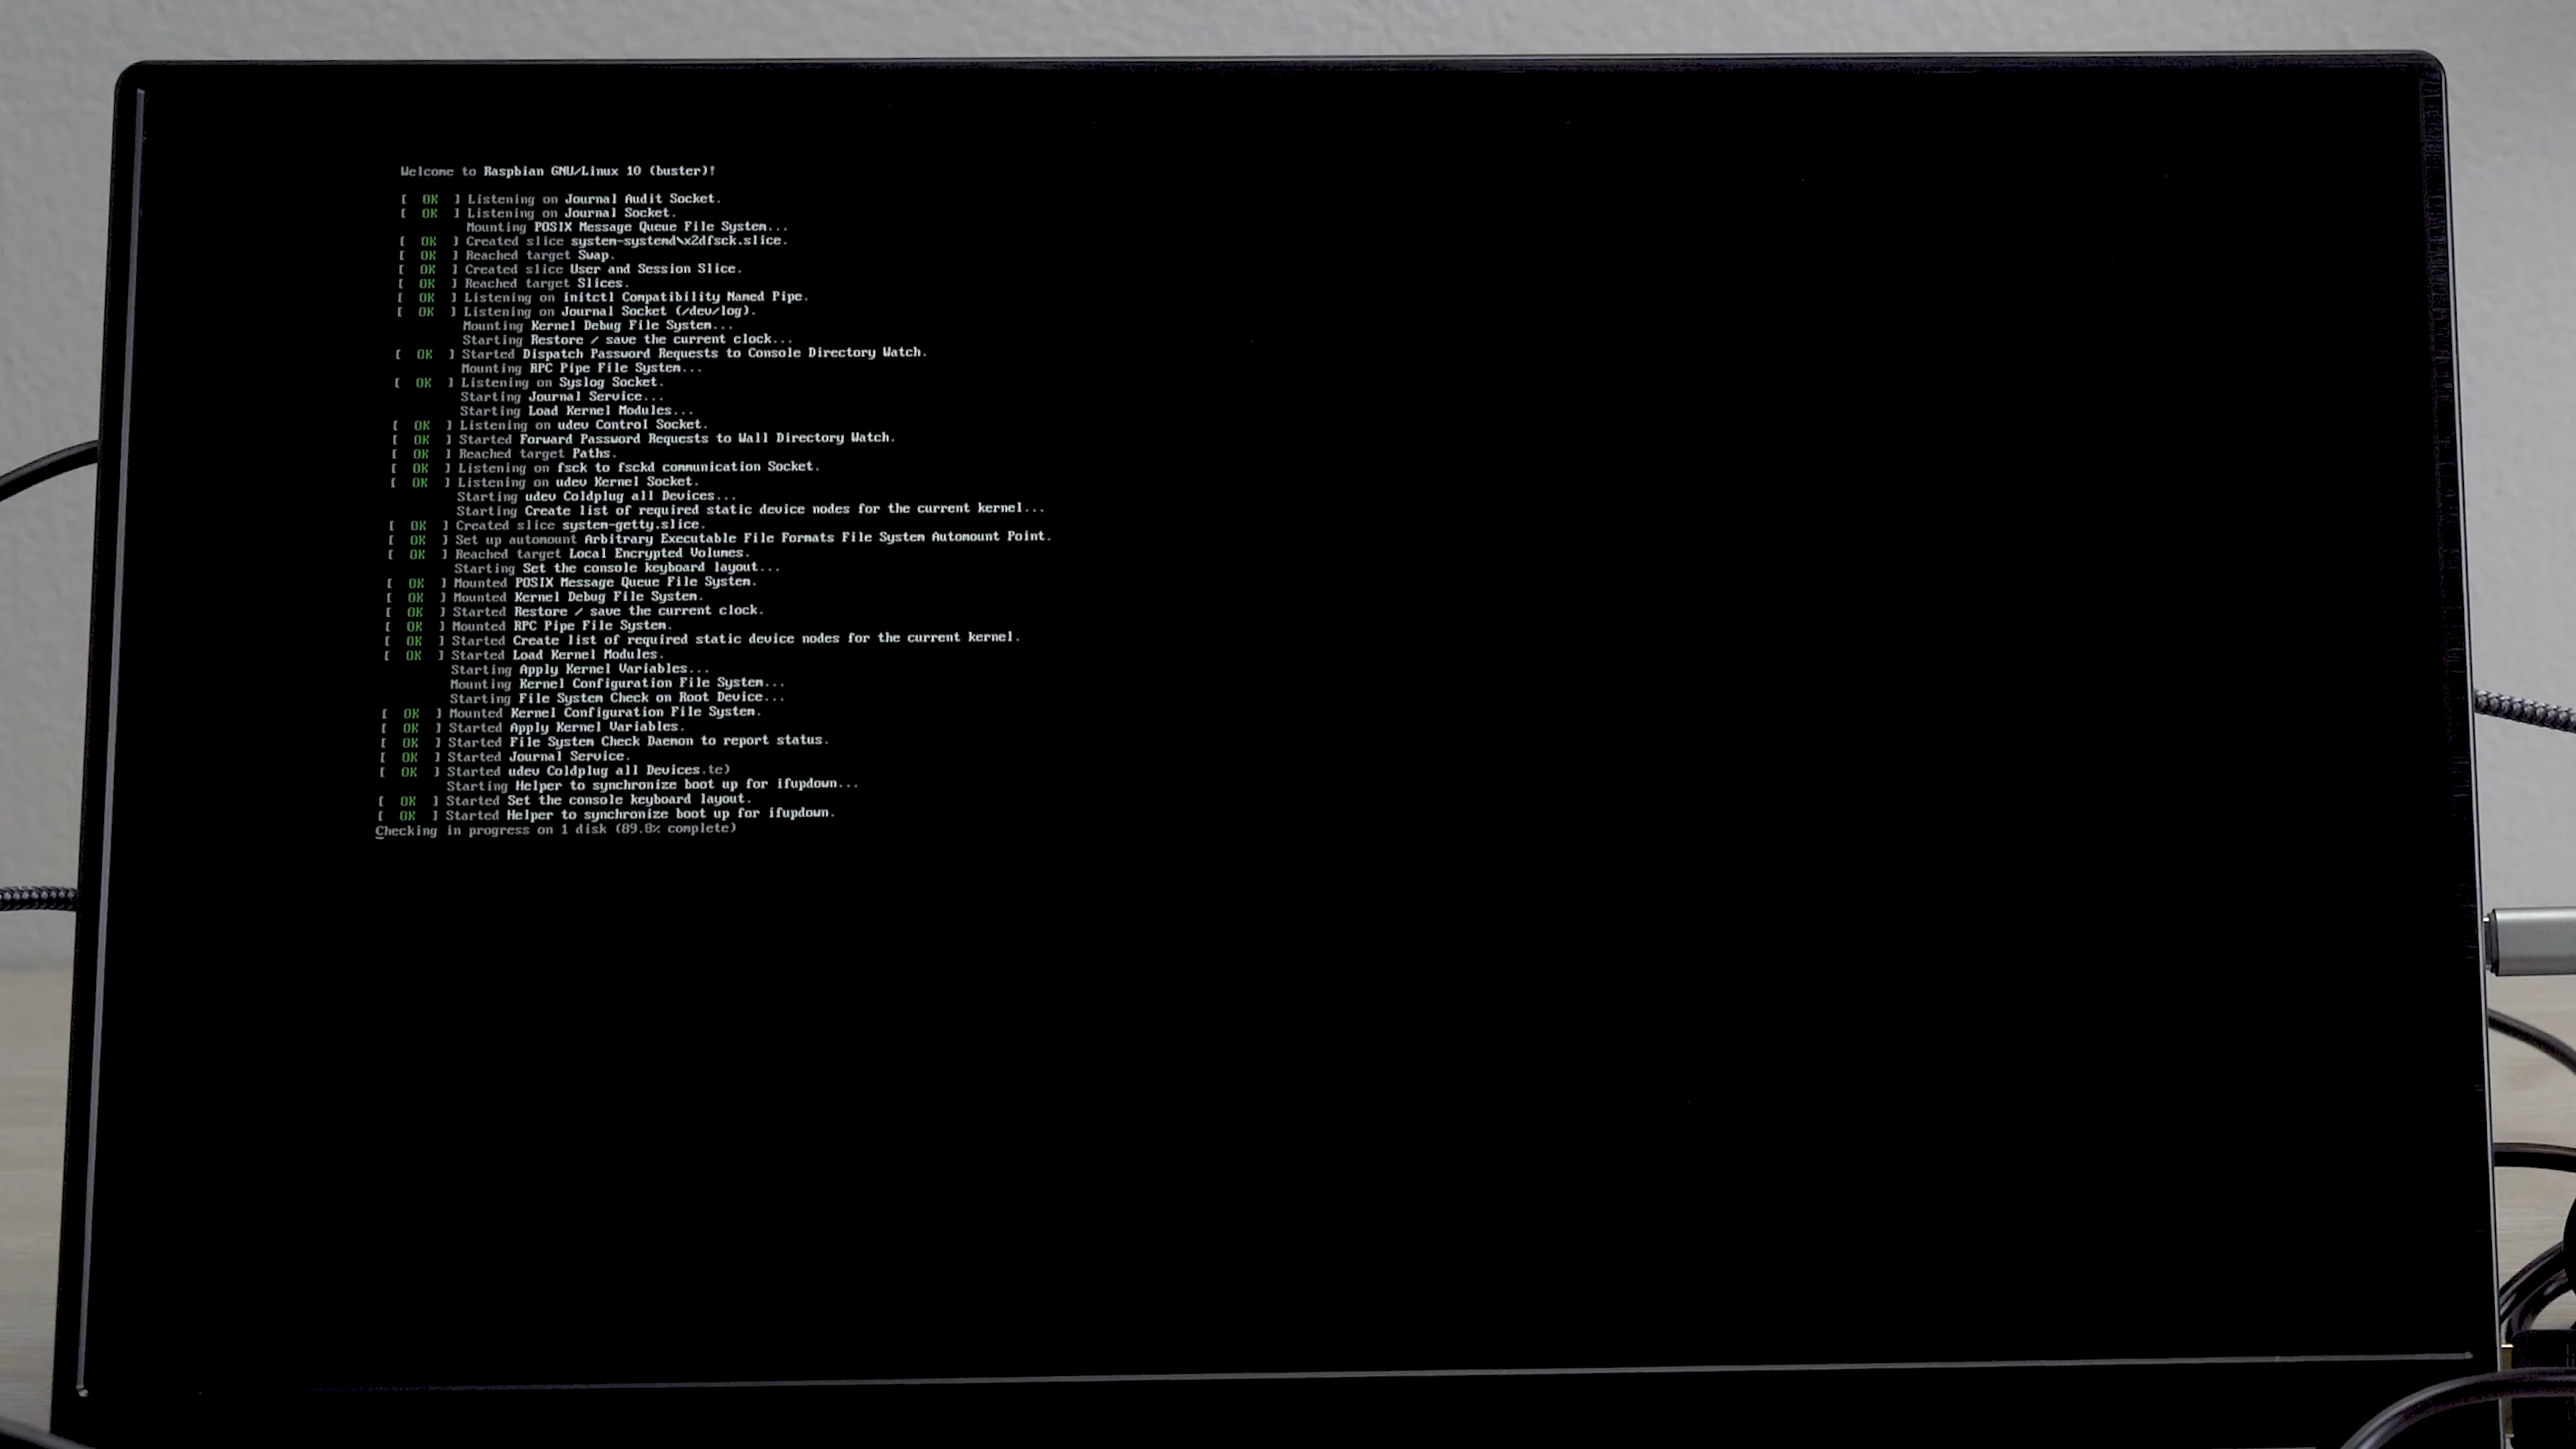 Welcome to Raspbian GNU/Linux 10 (buster)!
[  OK  ] Listening on Journal Audit Socket.
[  OK  ] Listening on Journal Socket.
Mounting POSIX Message Queue File System...
[  OK  ] Created slice system-systemd\x2dfsck.slice.
[  OK  ] Reached target Swap.
[  OK  ] Created slice User and Session Slice.
[  OK  ] Reached target Slices.
[  OK  ] Listening on initctl Compatibility Named Pipe.
[  OK  ] Listening on Journal Socket (/dev/log).
Mounting Kernel Debug File System...
Starting Restore / save the current clock...
[  OK  ] Started Dispatch Password Requests to Console Directory Watch.
Mounting RPC Pipe File System...
[  OK  ] Listening on Syslog Socket.
Starting Journal Service...
Starting Load Kernel Modules...
[  OK  ] Listening on udev Control Socket.
[  OK  ] Started Forward Password Requests to Wall Directory Watch.
[  OK  ] Reached target Paths.
[  OK  ] Listening on fsck to fsckd communication Socket.
[  OK  ] Listening on udev Kernel Socket.
Starting udev Coldplug all Devices...
Starting Create list of required static device nodes for the current kernel...
[  OK  ] Created slice system-getty.slice.
[  OK  ] Set up automount Arbitrary Executable File Formats File System Automount Point.
[  OK  ] Reached target Local Encrypted Volumes.
Starting Set the console keyboard layout...
[  OK  ] Mounted POSIX Message Queue File System.
[  OK  ] Mounted Kernel Debug File System.
[  OK  ] Started Restore / save the current clock.
[  OK  ] Mounted RPC Pipe File System.
[  OK  ] Started Create list of required static device nodes for the current kernel.
[  OK  ] Started Load Kernel Modules.
Starting Apply Kernel Variables...
Mounting Kernel Configuration File System...
Starting File System Check on Root Device...
[  OK  ] Mounted Kernel Configuration File System.
[  OK  ] Started Apply Kernel Variables.
[  OK  ] Started File System Check Daemon to report status.
[  OK  ] Started Journal Service.
[  OK  ] Started udev Coldplug all Devices.te)
Starting Helper to synchronize boot up for ifupdown...
[  OK  ] Started Set the console keyboard layout.
[  OK  ] Started Helper to synchronize boot up for ifupdown.
Checking in progress on 1 disk (89.8% complete)